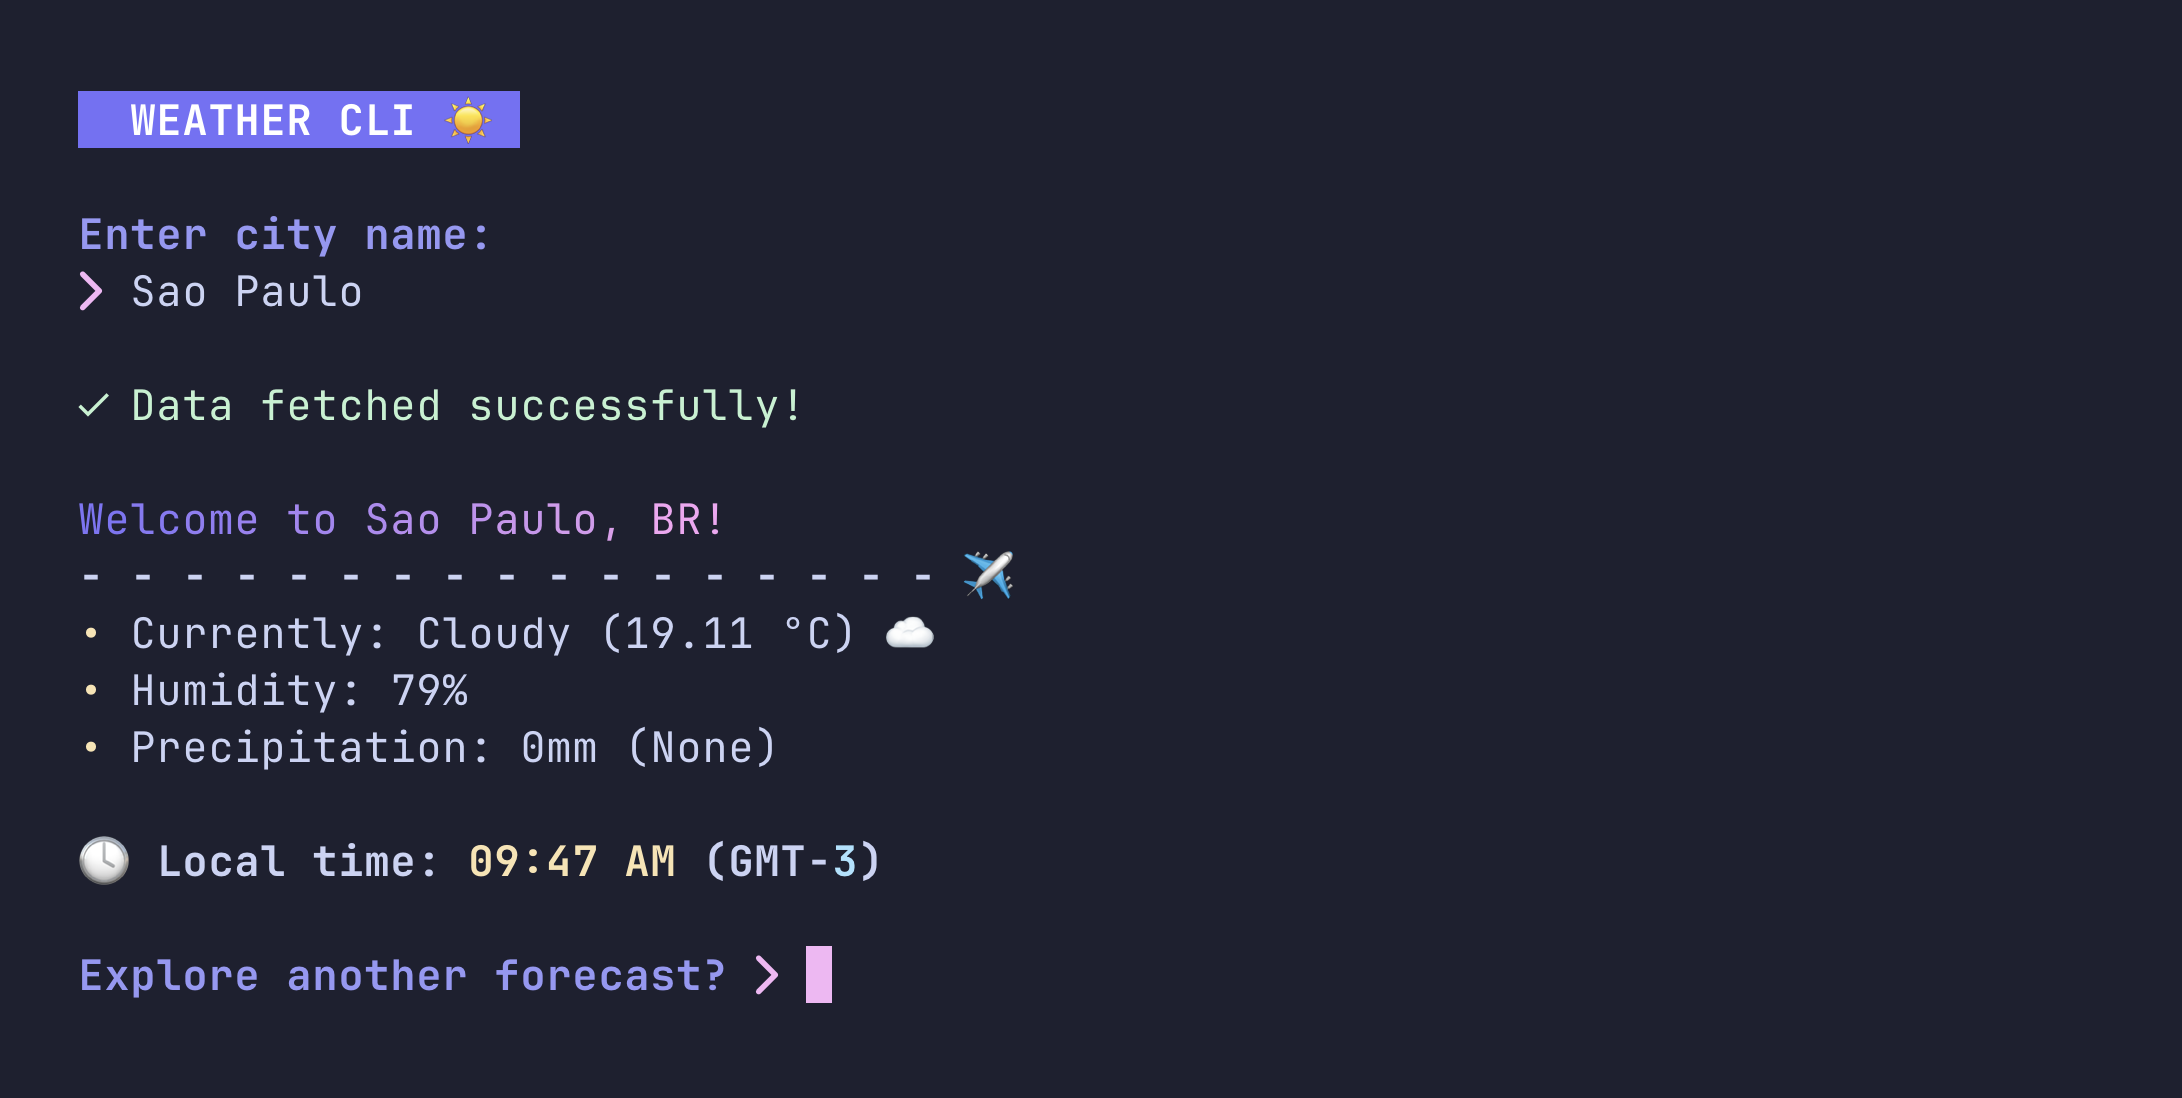 WEATHER CLI ☀️
Enter city name:
❯ Sao Paulo
✓ Data fetched successfully!
Welcome to Sao Paulo, BR!
- - - - - - - - - - - - - - - - - ✈️
• Currently: Cloudy (19.11 °C) ☁️
• Humidity: 79%
• Precipitation: 0mm (None)
🕓 Local time: 09:47 AM (GMT-3)
Explore another forecast? ❯